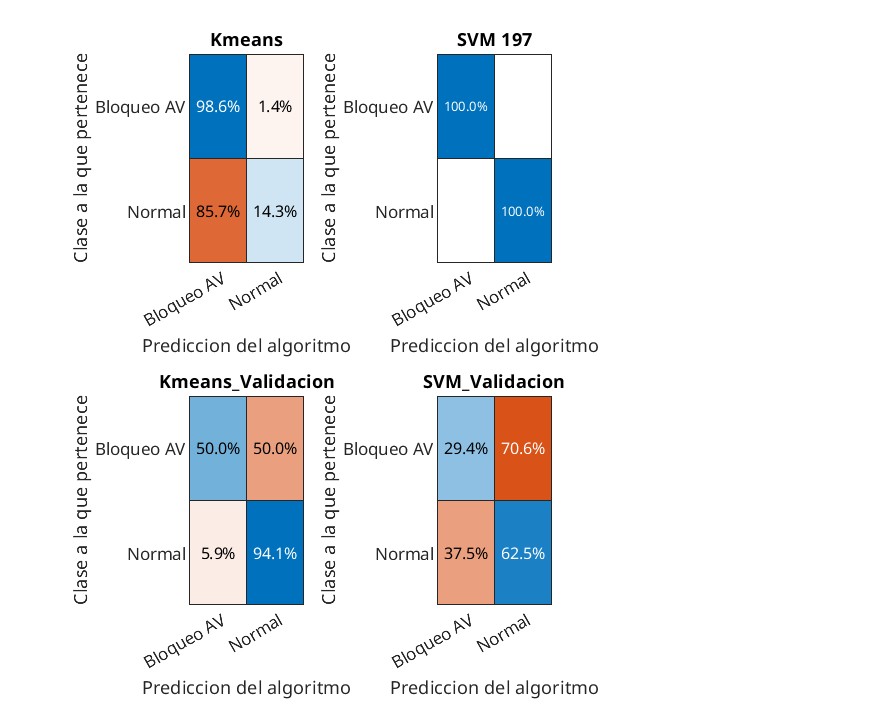 Kmeans
Clase a la que pertenece
Bloqueo AV
98.6%
1.4%
Normal
85.7%
14.3%
Bloqueo AV
Normal
Prediccion del algoritmo
SVM 197
Clase a la que pertenece
Bloqueo AV
100.0%
Normal
100.0%
Bloqueo AV
Normal
Prediccion del algoritmo
Kmeans_Validacion
Clase a la que pertenece
Bloqueo AV
50.0%
50.0%
Normal
5.9%
94.1%
Bloqueo AV
Normal
Prediccion del algoritmo
SVM_Validacion
Clase a la que pertenece
Bloqueo AV
29.4%
70.6%
Normal
37.5%
62.5%
Bloqueo AV
Normal
Prediccion del algoritmo